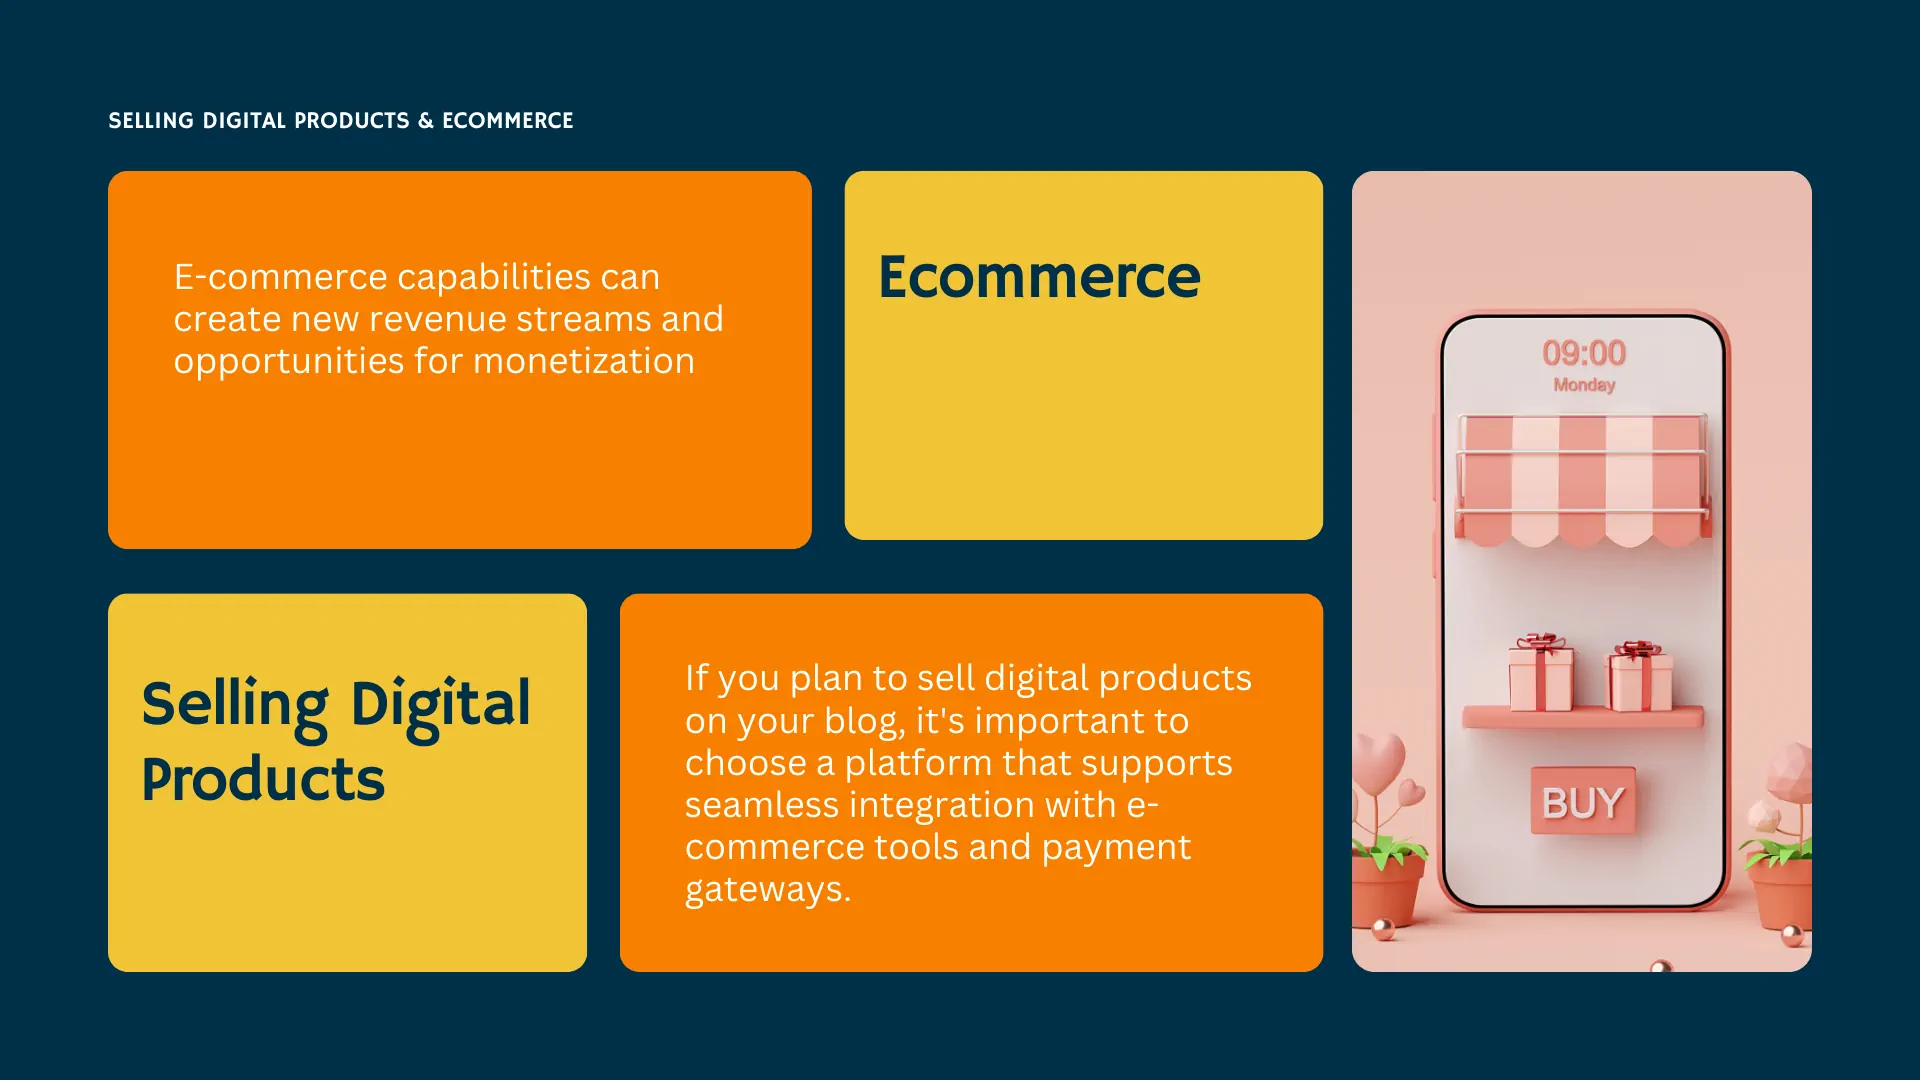 SELLING DIGITAL PRODUCTS & ECOMMERCE
E-commerce capabilities can
create new revenue streams and
opportunities for monetization
Ecommerce
Selling Digital
Products
If you plan to sell digital products
on your blog, it's important to
choose a platform that supports
seamless integration with e-
commerce tools and payment
gateways.
09:00
Monday
BUY